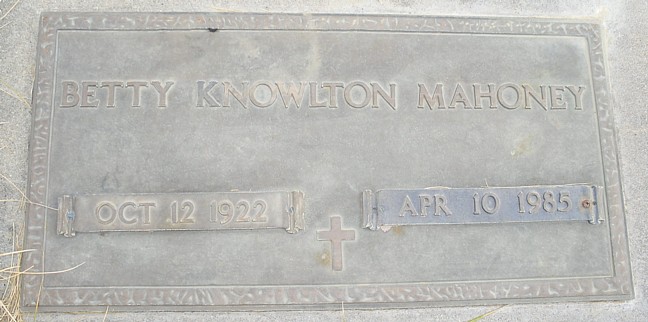 BETTY KNOWLTON MAHONEY
OCT 12 1922 APR 10 1985